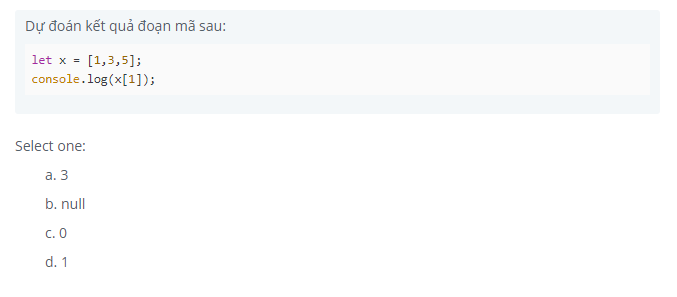 Dự đoán kết quả đoạn mã sau:
let x = [1,3,5];
console.log(x[1]);
Select one:
a. 3
b. null
c. 0
d. 1